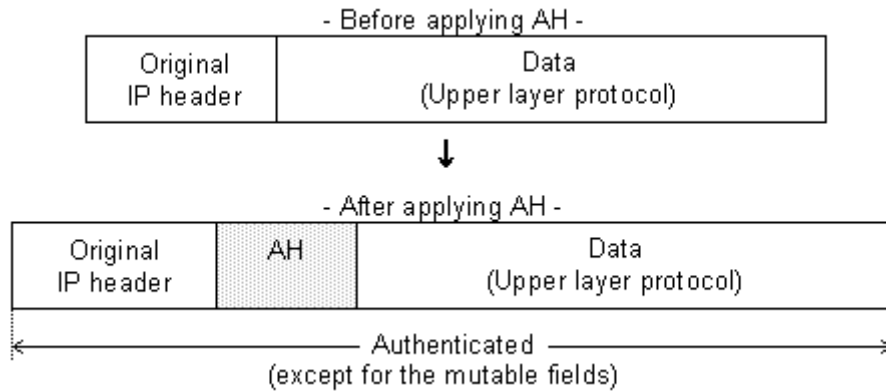 - Before applying AH -
Original
IP header
Data
(Upper layer protocol)
- After applying AH -
Original
IP header
AH
Data
(Upper layer protocol)
Authenticated
(except for the mutable fields)